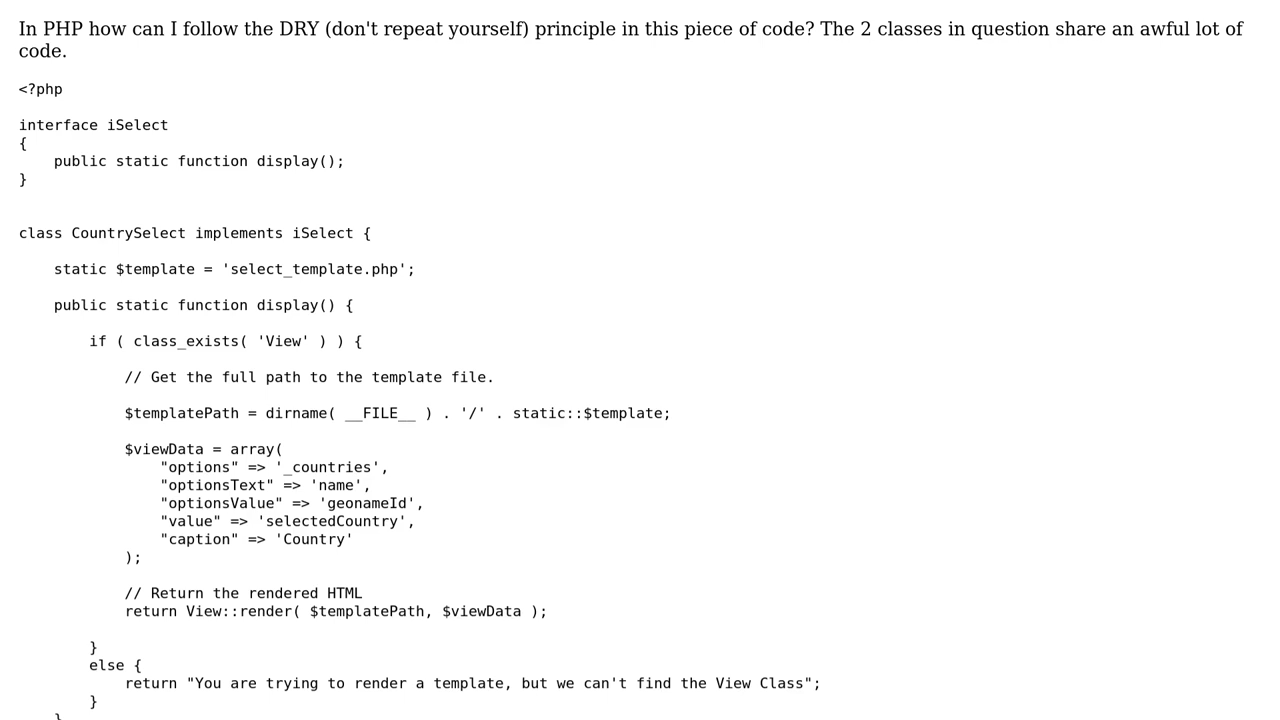 In PHP how can I follow the DRY (don't repeat yourself) principle in this piece of code? The 2 classes in question share an awful lot of
code.
<?php
interface iSelect
{
    public static function display();
}
class CountrySelect implements iSelect {
    static $template = 'select_template.php';
    public static function display() {
        if ( class_exists( 'View' ) ) {
            // Get the full path to the template file.
            $templatePath = dirname( __FILE__ ) . '/' . static::$template;
            $viewData = array(
                "options" => '_countries',
                "optionsText" => 'name',
                "optionsValue" => 'geonameId',
                "value" => 'selectedCountry',
                "caption" => 'Country'
            );
            // Return the rendered HTML
            return View::render( $templatePath, $viewData );
        }
        else {
            return "You are trying to render a template, but we can't find the View Class";
        }
    }